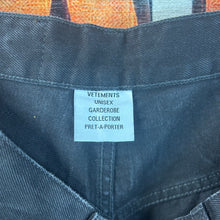 VETEMENTS
UNISEX
GARDEROBE
COLLECTION
PRET-A-PORTER